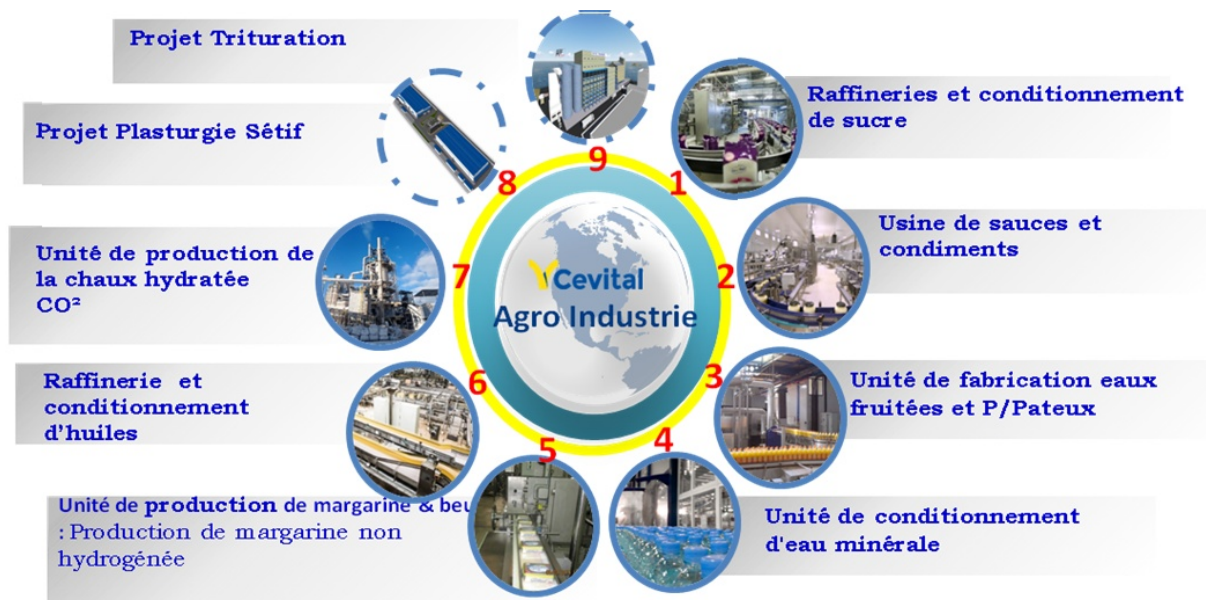 Projet Trituration
Projet Plasturgie Sétif
Unité de production de
la chaux hydratée
CO²
Raffinerie et
conditionnement
d'huiles
Unité de production de margarine &
: Production de margarine non
hydrogénée
9
8
7
6
5
1
2
3
4
Cevital
Agro Industrie
Raffineries et conditionnement
de sucre
Usine de sauces et
condiments
Unité de fabrication eaux
fruitées et P/Pateux
Unité de conditionnement
d'eau minérale